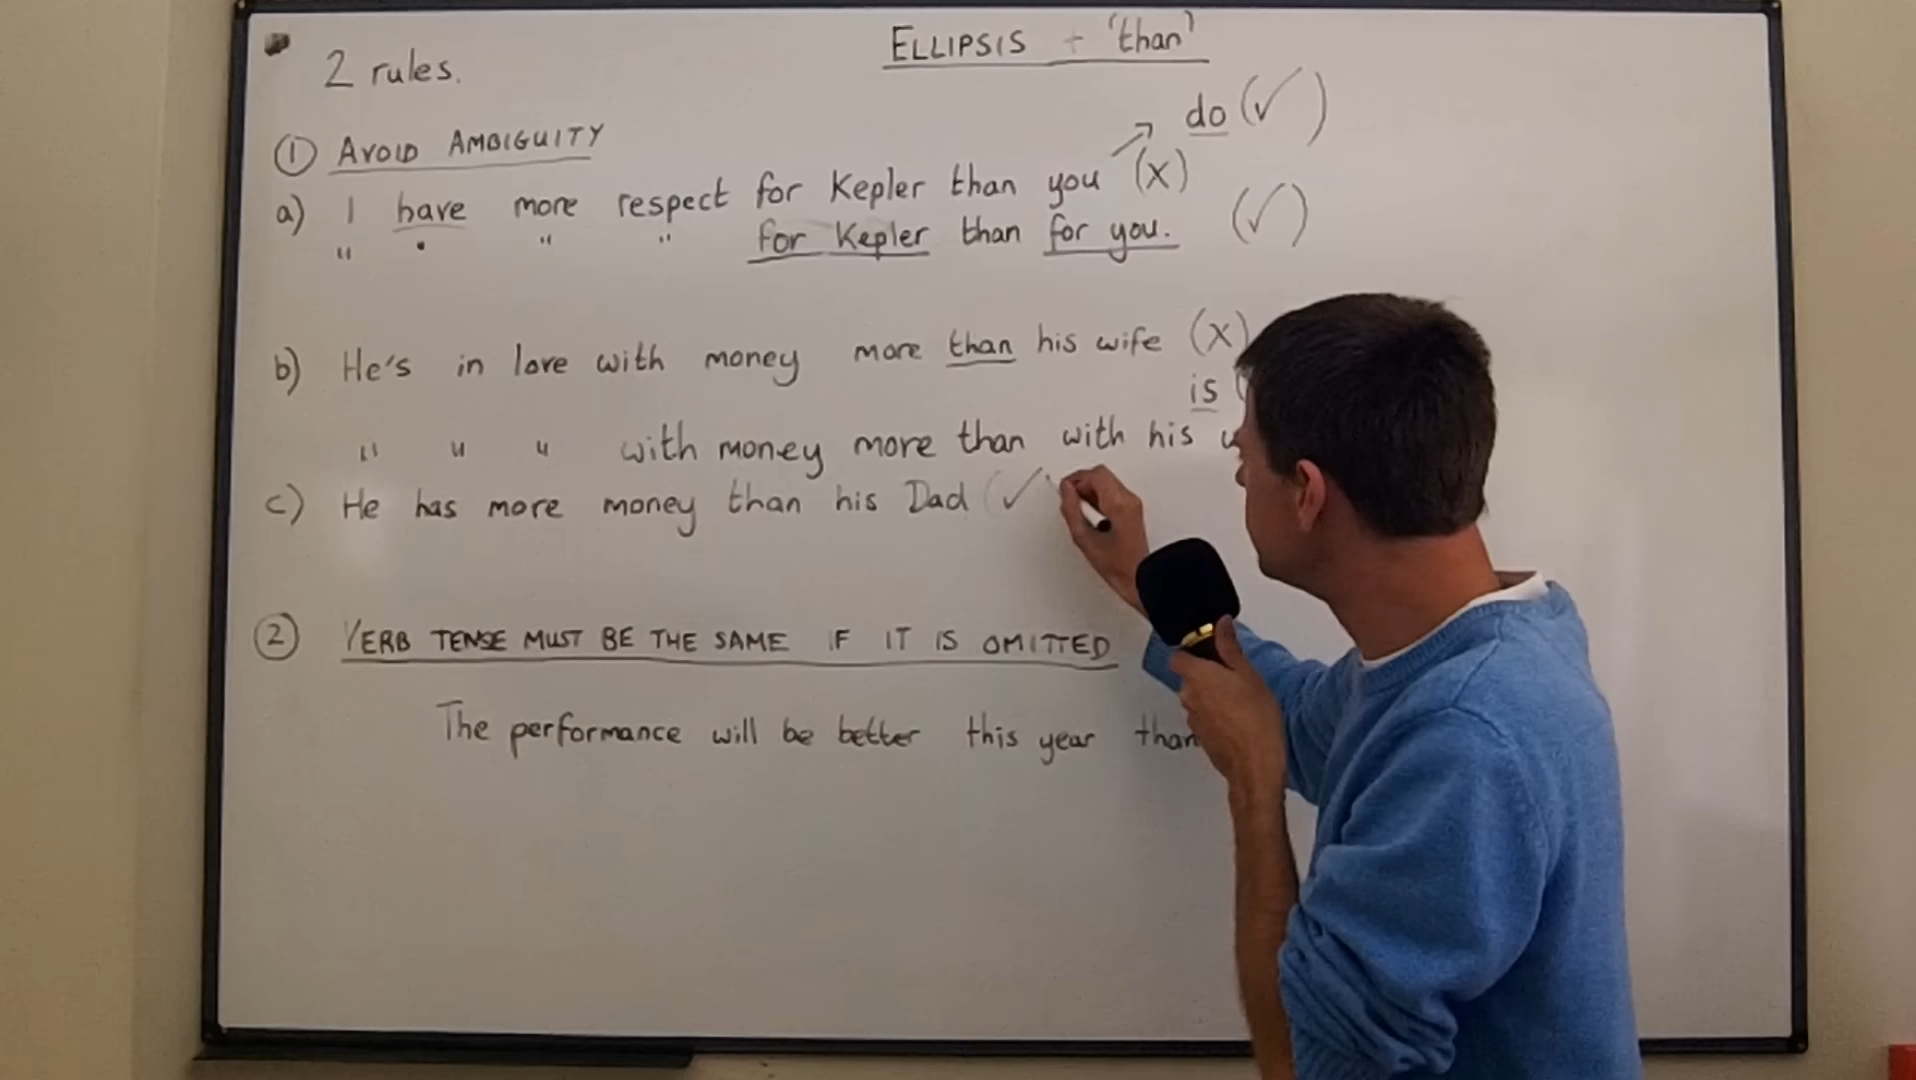 ELLIPSIS + 'than'
2 rules.
① AVOID AMBIGUITY
do (✓)
a) I have more respect for Kepler than you (x)
" " " " for Kepler than for you. (✓)
b) He's in love with money more than his wife (x)
is
" " " with money more than with his
c) He has more money than his Dad (✓
② VERB TENSE MUST BE THE SAME IF IT IS OMITTED
The performance will be better this year than